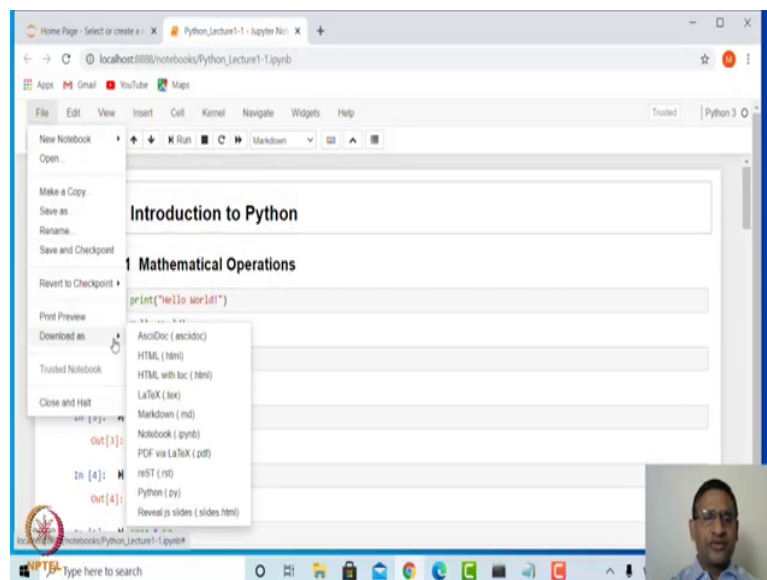 Home Page - Select or create a n
Python_Lecture1-1 - Jupyter Not
localhost:8888/notebooks/Python_Lecture1-1.ipynb
M
Apps
Gmail
YouTube
Maps
File Edit View Insert Cell Kernel Navigate Widgets Help
Trusted
Python 3
New Notebook
Run
Markdown
Open...
Make a Copy...
Save as
Rename...
Save and Checkpoint
Revert to Checkpoint
Print Preview
Download as
Trusted Notebook
Close and Halt
Introduction to Python
1 Mathematical Operations
print("Hello World!")
AsciiDoc (.asciidoc)
HTML (.html)
HTML with toc (.html)
LaTeX (.tex)
Markdown (.md)
Notebook (.ipynb)
PDF via LaTeX (.pdf)
reST (.rst)
Python (.py)
Reveal.js slides (.slides.html)
In [3]:
Out[3]:
In [4]:
Out[4]:
notebooks/Python_Lecture1-1.ipynb#
NPTEL
Type here to search